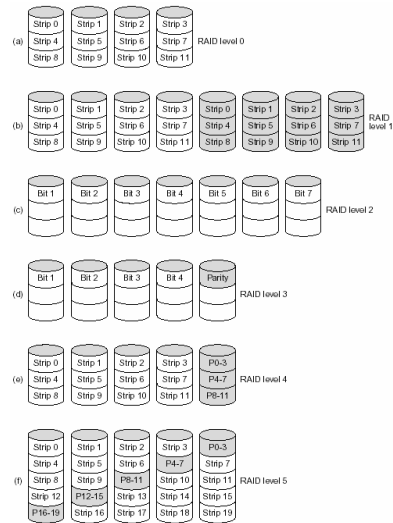 Strip 0 Strip 1 Strip 2 Strip 3
(a) Strip 4 Strip 5 Strip 6 Strip 7 RAID level 0
Strip 8 Strip 9 Strip 10 Strip 11
Strip 0 Strip 1 Strip 2 Strip 3 Strip 0 Strip 1 Strip 2 Strip 3
(b) Strip 4 Strip 5 Strip 6 Strip 7 Strip 4 Strip 5 Strip 6 Strip 7 RAID level 1
Strip 8 Strip 9 Strip 10 Strip 11 Strip 8 Strip 9 Strip 10 Strip 11
Bit 1 Bit 2 Bit 3 Bit 4 Bit 5 Bit 6 Bit 7
(c) RAID level 2
Bit 1 Bit 2 Bit 3 Bit 4 Parity
(d) RAID level 3
Strip 0 Strip 1 Strip 2 Strip 3 P0-3
(e) Strip 4 Strip 5 Strip 6 Strip 7 P4-7 RAID level 4
Strip 8 Strip 9 Strip 10 Strip 11 P8-11
Strip 0 Strip 1 Strip 2 Strip 3 P0-3
Strip 4 Strip 5 Strip 6 P4-7 Strip 7
(f) Strip 8 Strip 9 P8-11 Strip 10 Strip 11 RAID level 5
Strip 12 P12-15 Strip 13 Strip 14 Strip 15
P16-19 Strip 16 Strip 17 Strip 18 Strip 19